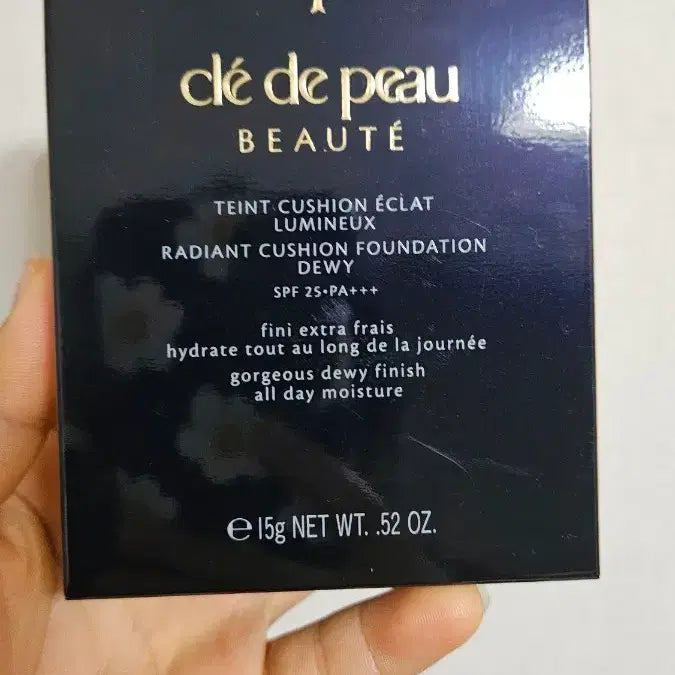 clé de peau
BEAUTÉ
TEINT CUSHION ÉCLAT
LUMINEUX
RADIANT CUSHION FOUNDATION
DEWY
SPF 25•PA+++
fini extra frais
hydrate tout au long de la journée
gorgeous dewy finish
all day moisture
℮ 15g NET WT. .52 OZ.